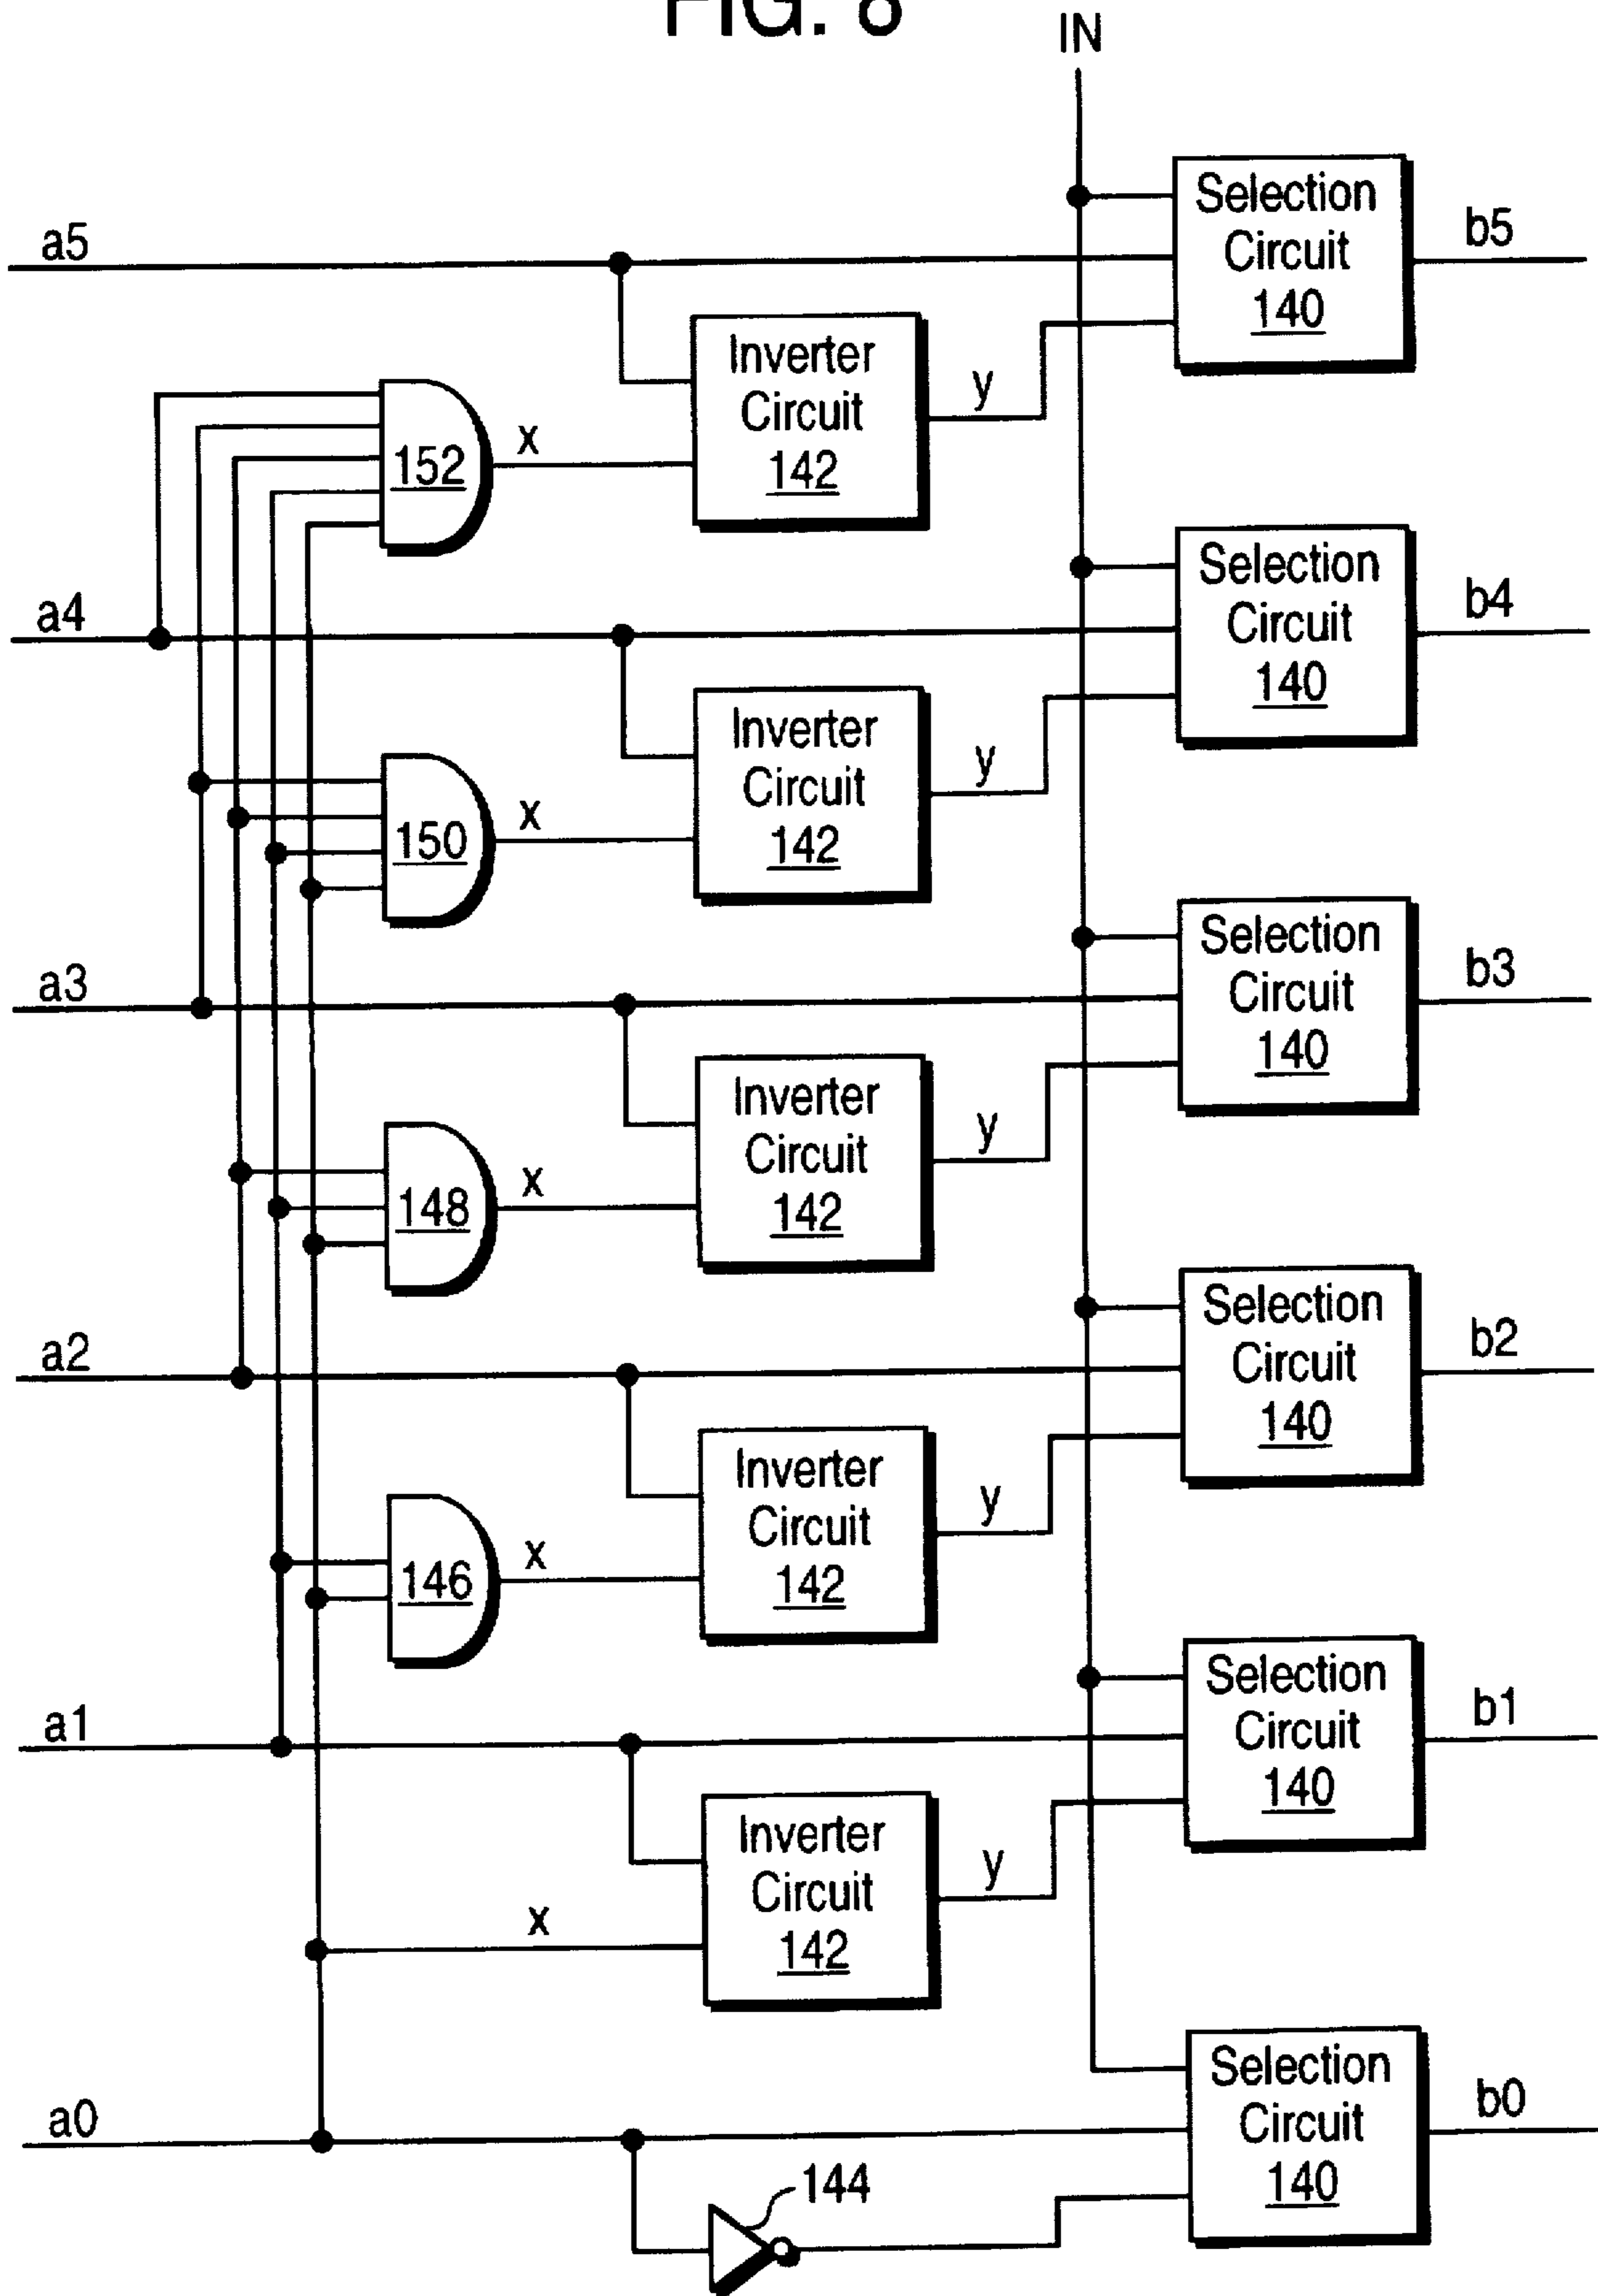 FIG. 8
IN
Selection
Circuit
140
a5
b5
Inverter
Circuit
142
y
152
x
Selection
Circuit
140
a4
b4
Inverter
Circuit
142
y
150
x
Selection
Circuit
140
a3
b3
Inverter
Circuit
142
y
148
x
Selection
Circuit
140
a2
b2
Inverter
Circuit
142
y
146
x
Selection
Circuit
140
a1
b1
Inverter
Circuit
142
y
x
Selection
Circuit
140
a0
b0
144